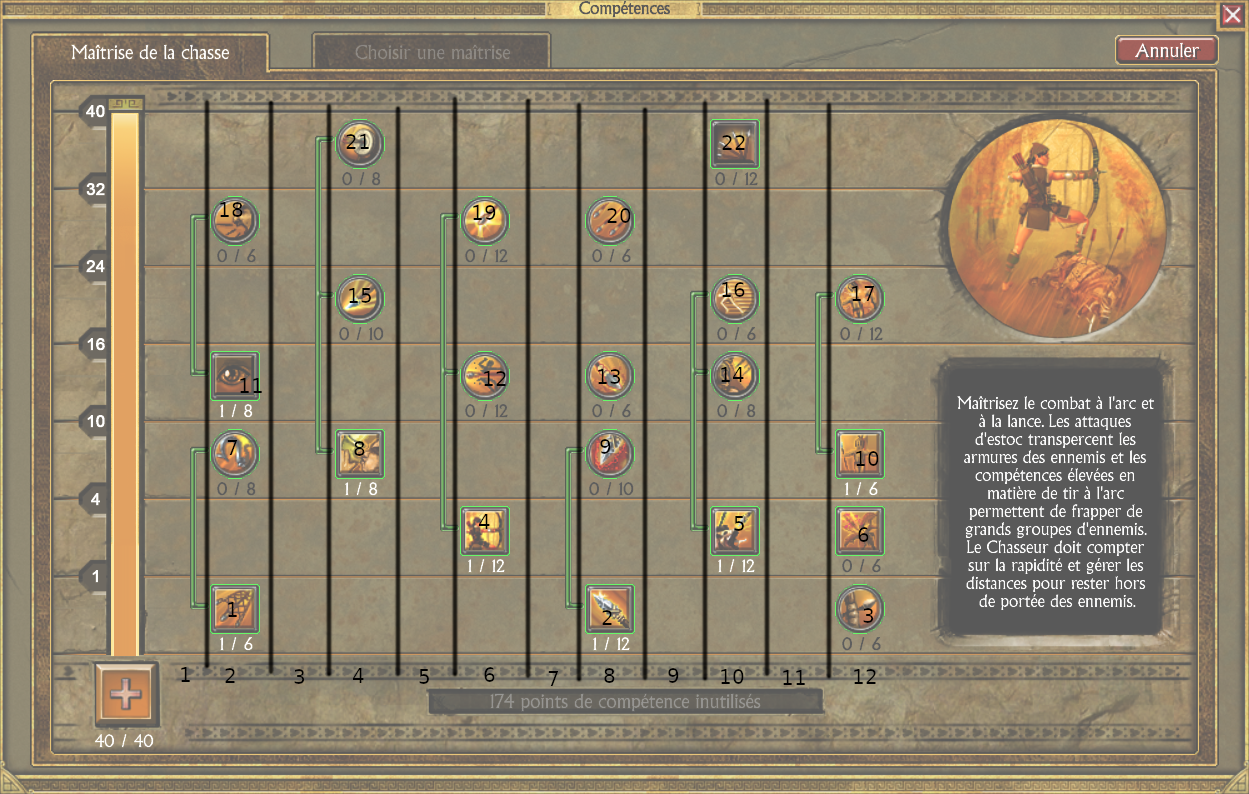 Compétences
Maîtrise de la chasse
Choisir une maîtrise
Annuler
40
21
22
0 / 8
0 / 12
32
18
19
20
0 / 6
0 / 12
0 / 6
24
15
16
17
0 / 10
0 / 6
0 / 12
16
11
12
13
14
1 / 8
0 / 12
0 / 6
0 / 8
10
7
8
9
10
0 / 8
1 / 8
0 / 10
1 / 6
4
4
5
6
1 / 12
1 / 12
0 / 6
1
1
2
3
1 / 6
1 / 12
0 / 6
Maîtrisez le combat à l'arc et
à la lance. Les attaques
d'estoc transpercent les
armures des ennemis et les
compétences élevées en
matière de tir à l'arc
permettent de frapper de
grands groupes d'ennemis.
Le Chasseur doit compter
sur la rapidité et gérer les
distances pour rester hors
de portée des ennemis.
1 2 3 4 5 6 7 8 9 10 11 12
174 points de compétence inutilisés
40 / 40